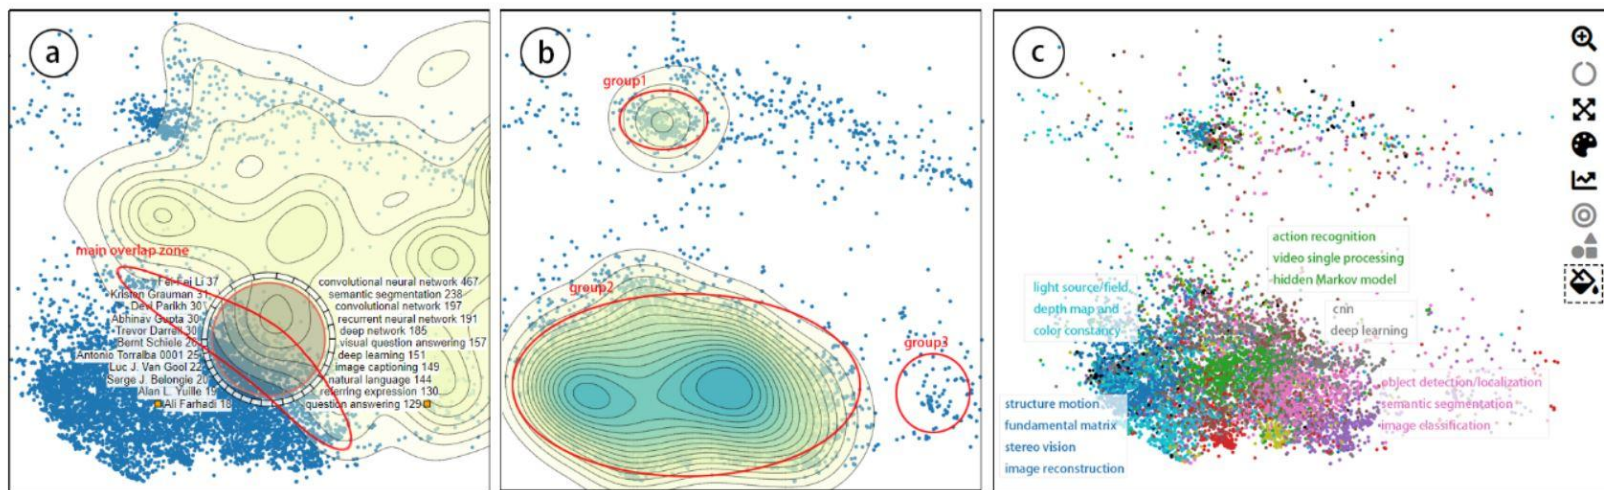 a
main overlap zone
Fei-Fei Li 37
Kristen Grauman 31
Devi Parikh 30
Abhinav Gupta 30
Trevor Darrell 30
Bernt Schiele 26
Antonio Torralba 0001 25
Luc J. Van Gool 22
Serge J. Belongie 20
Alan L. Yuille 19
Ali Farhadi 18
convolutional neural network 467
semantic segmentation 238
convolutional network 197
recurrent neural network 191
deep network 185
visual question answering 157
deep learning 151
image captioning 149
natural language 144
referring expression 130
question answering 129
b
group1
group2
group3
c
action recognition
video single processing
hidden Markov model
light source/field,
depth map and
color constancy
cnn
deep learning
object detection/localization
semantic segmentation
image classification
structure motion
fundamental matrix
stereo vision
image reconstruction